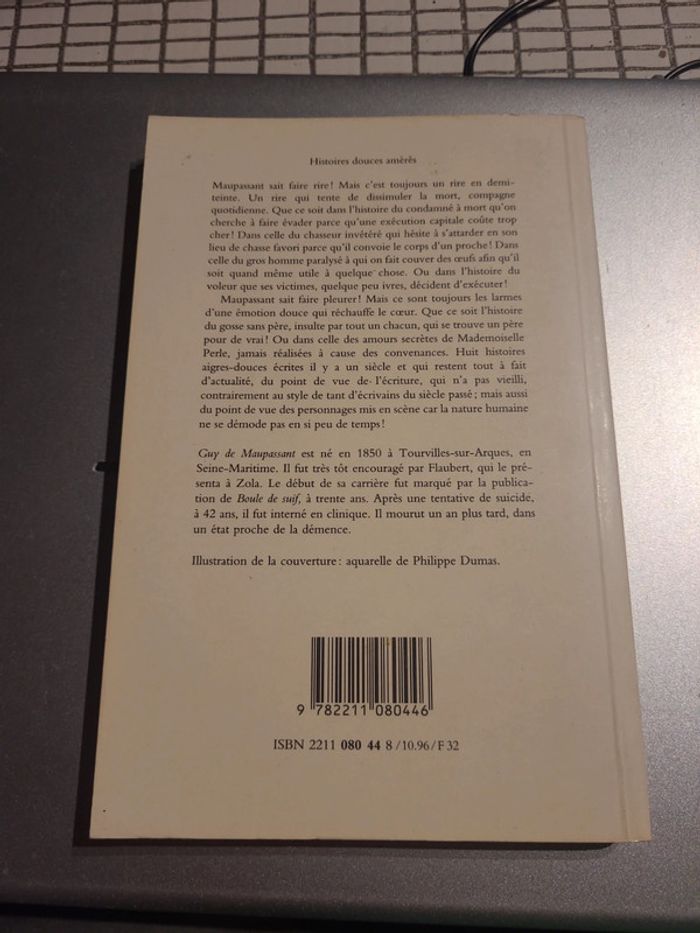 Histoires douces amèrês
Maupassant sait faire rire! Mais c'est toujours un rire en demi-
teinte. Un rire qui tente de dissimuler la mort, compagne
quotidienne. Que ce soit dans l'histoire du condamné à mort qu'on
cherche à faire évader parce qu'une exécution capitale coûte trop
cher! Dans celle du chasseur invétéré qui hésite à s'attarder en son
lieu de chasse favori parce qu'il convoie le corps d'un proche! Dans
celle du gros homme paralysé à qui on fait couver des œufs afin qu'il
soit quand même utile à quelque chose. Ou dans l'histoire du
voleur que ses victimes, quelque peu ivres, décident d'exécuter!
Maupassant sait faire pleurer! Mais ce sont toujours les larmes
d'une émotion douce qui réchauffe le cœur. Que ce soit l'histoire
du gosse sans père, insulte par tout un chacun, qui se trouve un père
pour de vrai! Ou dans celle des amours secrètes de Mademoiselle
Perle, jamais réalisées à cause des convenances. Huit histoires
aigres-douces écrites il y a un siècle et qui restent tout à fait
d'actualité, du point de vue de l'écriture, qui n'a pas vieilli,
contrairement au style de tant d'écrivains du siècle passé; mais aussi
du point de vue des personnages mis en scène car la nature humaine
ne se démode pas en si peu de temps!
Guy de Maupassant est né en 1850 à Tourvilles-sur-Arques, en
Seine-Maritime. Il fut très tôt encouragé par Flaubert, qui le pré-
senta à Zola. Le début de sa carrière fut marqué par la publica-
tion de Boule de suif, à trente ans. Après une tentative de suicide,
à 42 ans, il fut interné en clinique. Il mourut un an plus tard, dans
un état proche de la démence.
Illustration de la couverture: aquarelle de Philippe Dumas.
9 782211 080446
ISBN 2211 080 44 8/10.96/F 32